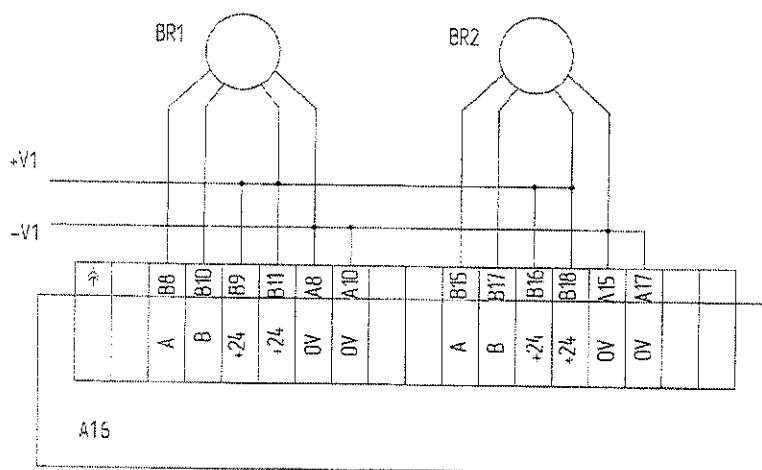 BR1
BR2
+V1
-V1
B8 B10 B9 B11 A8 A10 B15 B17 B16 B18 A15 A17
A B +24 +24 0V 0V A B +24 +24 0V 0V
A16